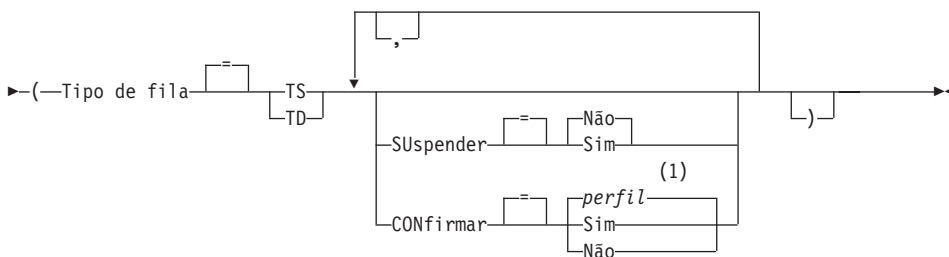 ,
=
( Tipo de fila TS
TD
= Não
SUspender Sim
(1)
= perfil
CONfirmar Sim
Não
)